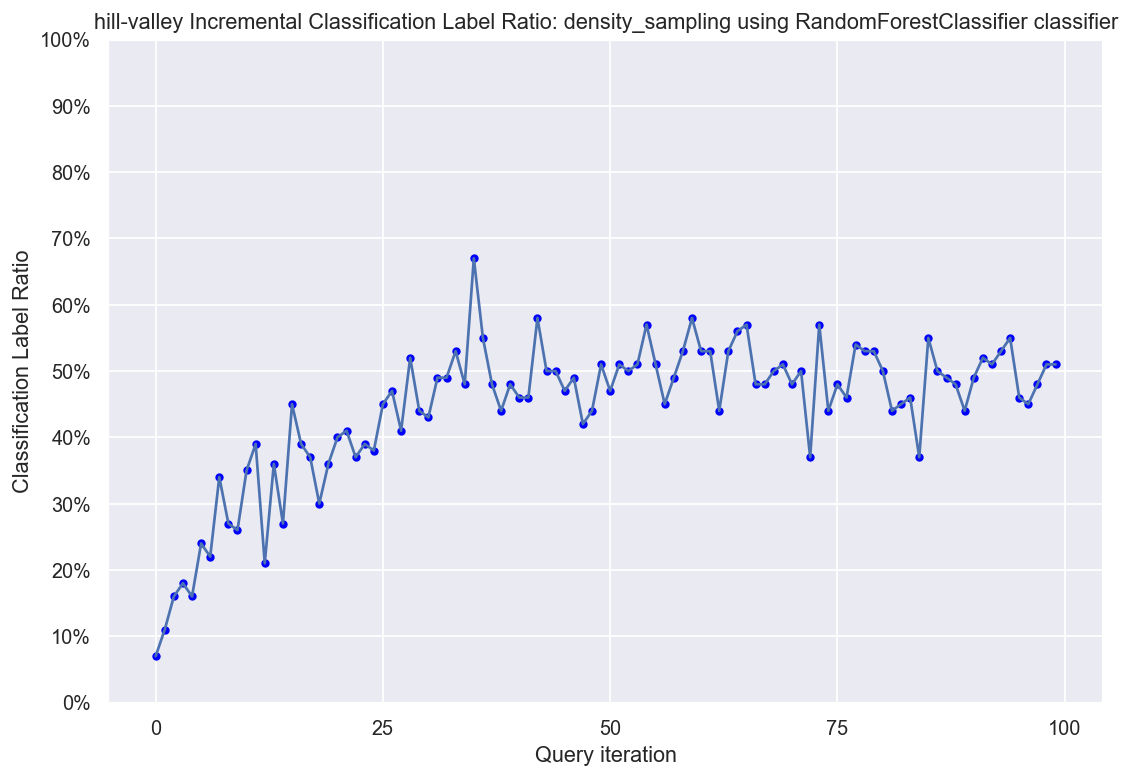 hill-valley Incremental Classification Label Ratio: density_sampling using RandomForestClassifier classifier
100%
90%
80%
70%
60%
50%
40%
30%
20%
10%
0%
Classification Label Ratio
0 25 50 75 100
Query iteration